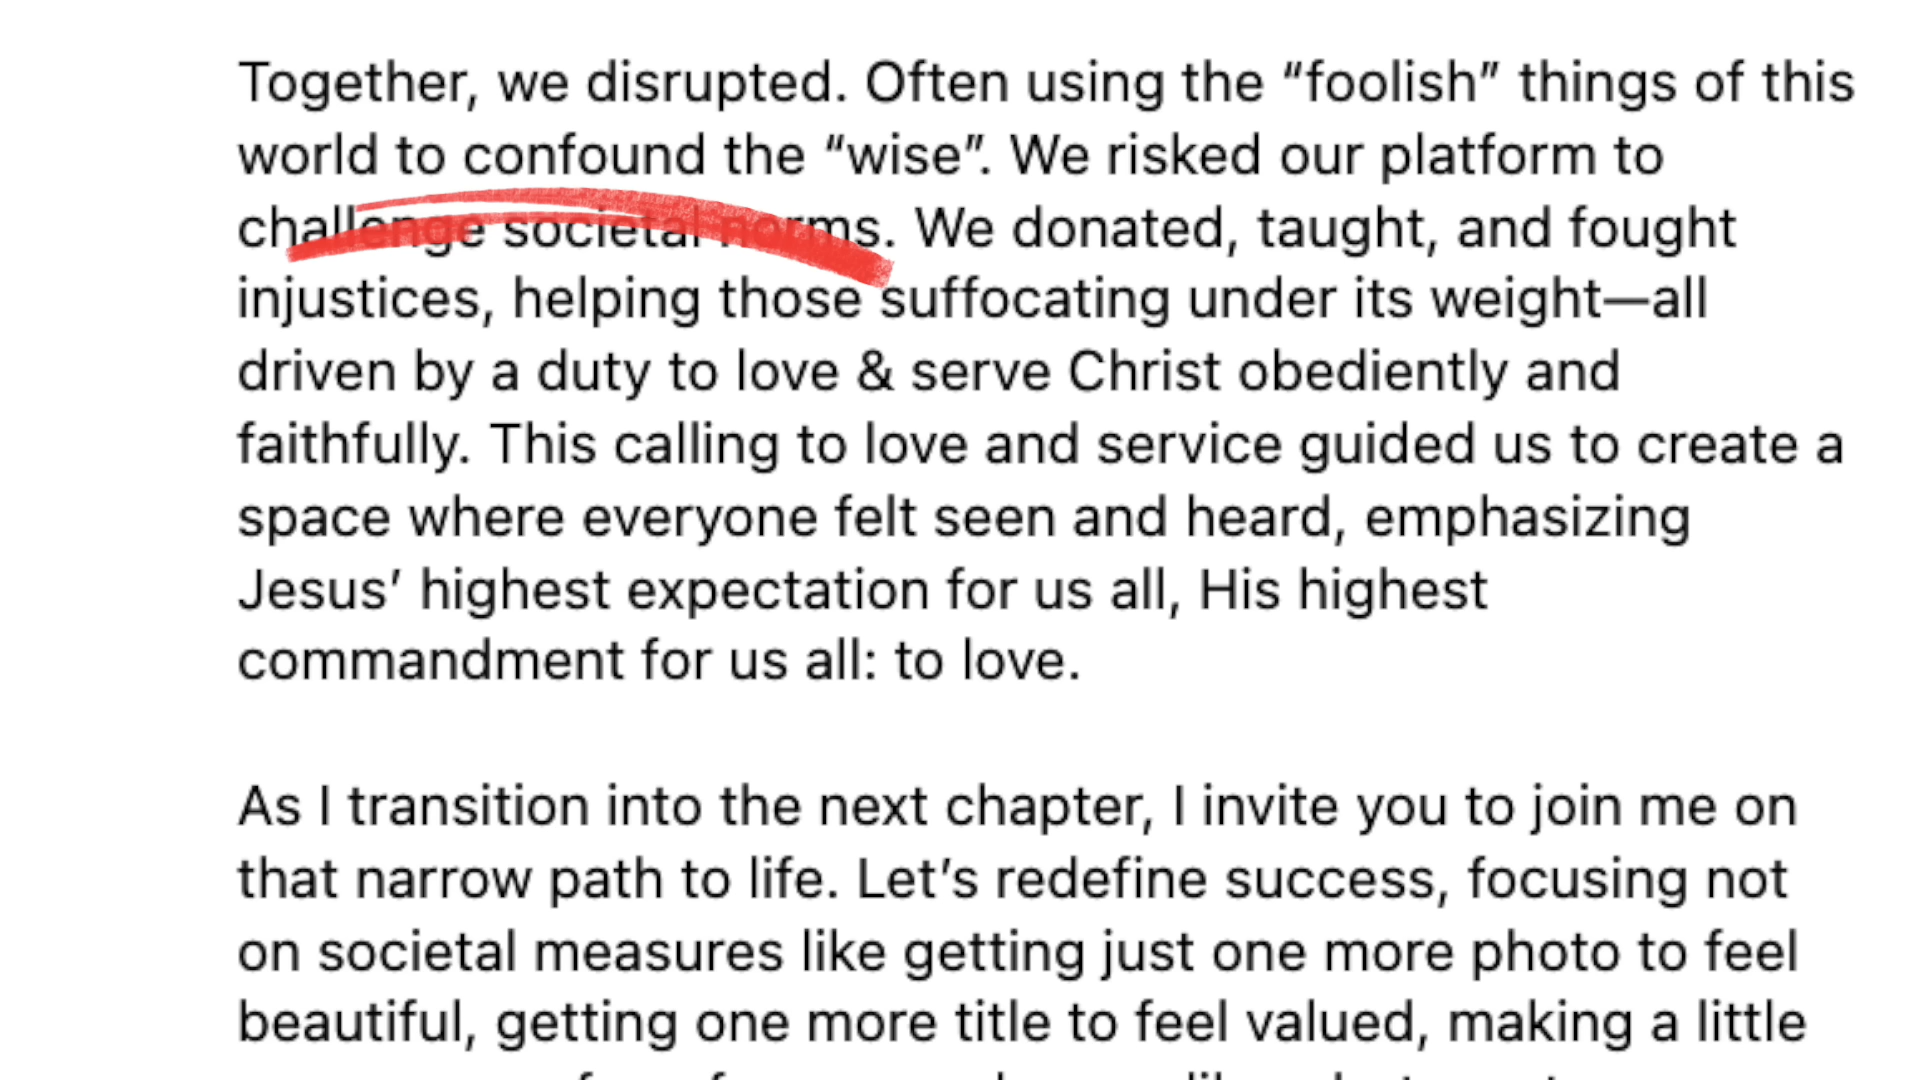 Together, we disrupted. Often using the “foolish” things of this
world to confound the “wise”. We risked our platform to
challenge societal norms. We donated, taught, and fought
injustices, helping those suffocating under its weight—all
driven by a duty to love & serve Christ obediently and
faithfully. This calling to love and service guided us to create a
space where everyone felt seen and heard, emphasizing
Jesus’ highest expectation for us all, His highest
commandment for us all: to love.
As I transition into the next chapter, I invite you to join me on
that narrow path to life. Let’s redefine success, focusing not
on societal measures like getting just one more photo to feel
beautiful, getting one more title to feel valued, making a little